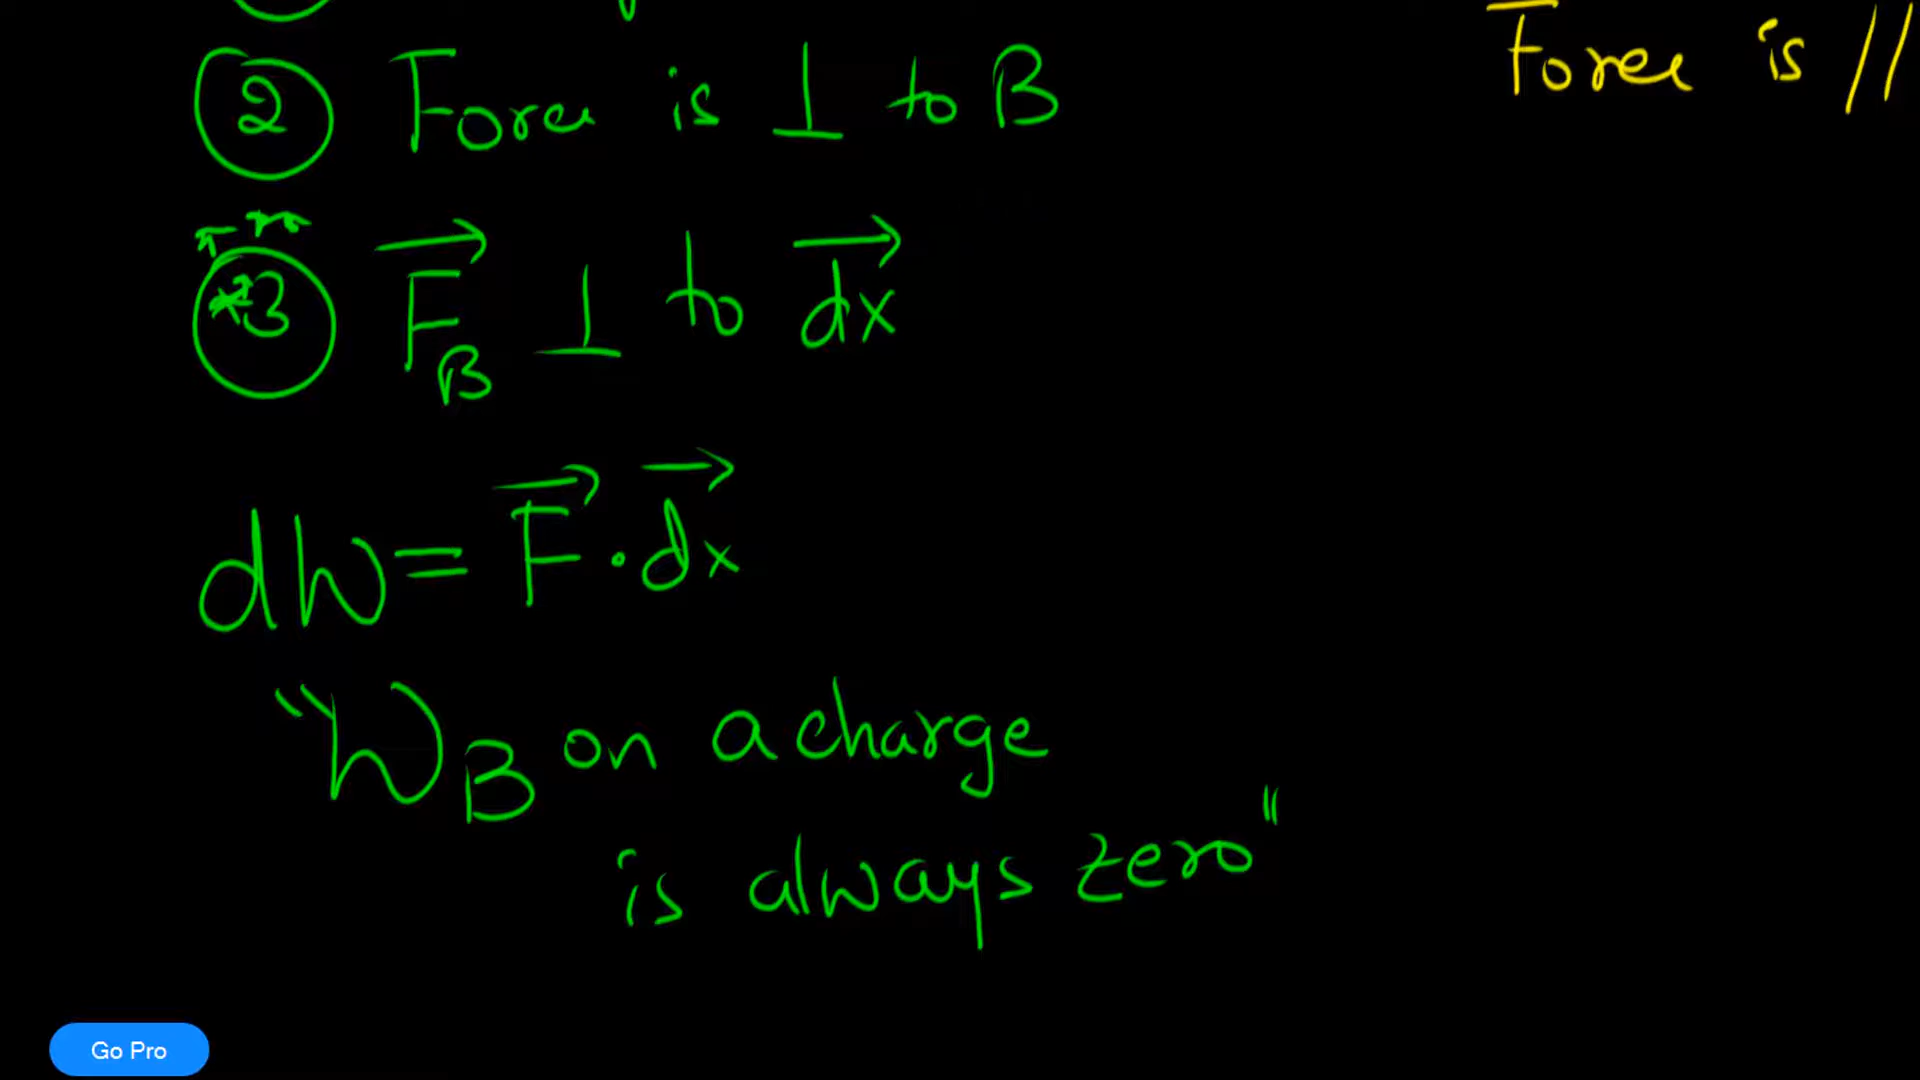 ② Force is ⊥ to B
Force is //
*③ F⃗_B ⊥ to d⃗x
dW = F⃗ · d⃗x
"W_B on a charge
is always zero"
Go Pro